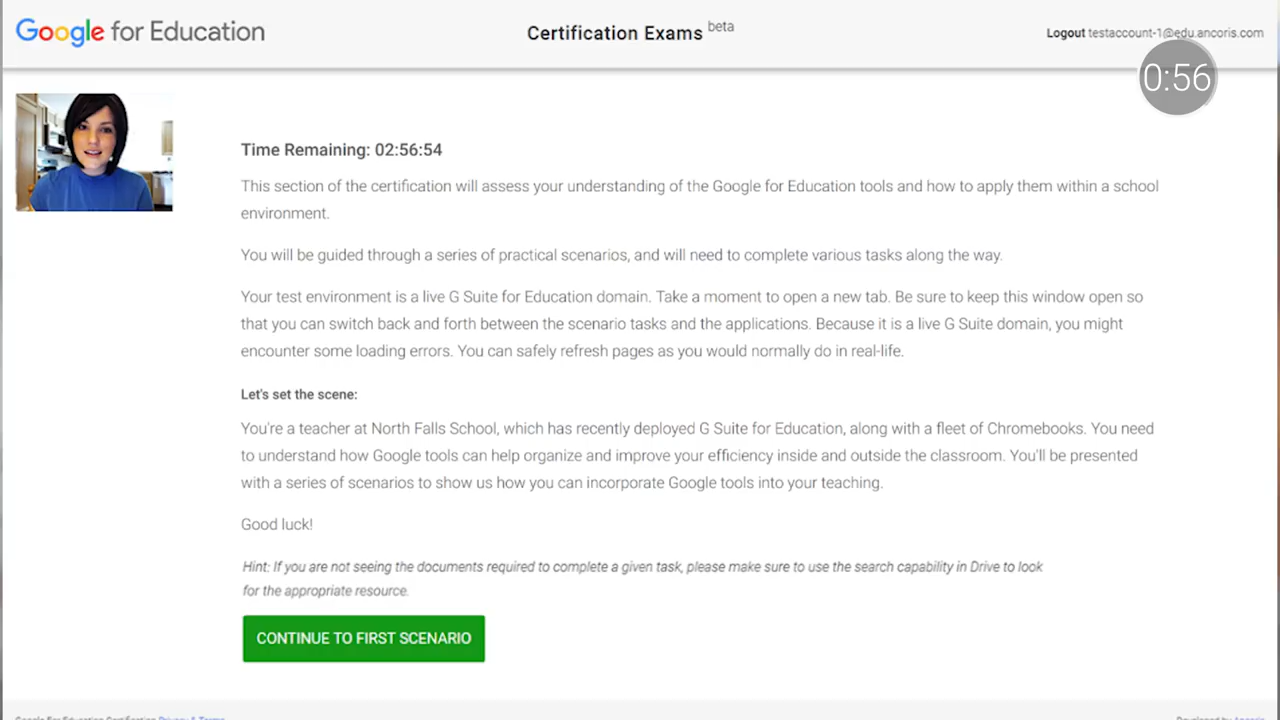 Google for Education
Certification Exams beta
Logout testaccount-1@edu.ancoris.com
0:56
Time Remaining: 02:56:54
This section of the certification will assess your understanding of the Google for Education tools and how to apply them within a school
environment.
You will be guided through a series of practical scenarios, and will need to complete various tasks along the way.
Your test environment is a live G Suite for Education domain. Take a moment to open a new tab. Be sure to keep this window open so
that you can switch back and forth between the scenario tasks and the applications. Because it is a live G Suite domain, you might
encounter some loading errors. You can safely refresh pages as you would normally do in real-life.
Let's set the scene:
You're a teacher at North Falls School, which has recently deployed G Suite for Education, along with a fleet of Chromebooks. You need
to understand how Google tools can help organize and improve your efficiency inside and outside the classroom. You'll be presented
with a series of scenarios to show us how you can incorporate Google tools into your teaching.
Good luck!
Hint: If you are not seeing the documents required to complete a given task, please make sure to use the search capability in Drive to look
for the appropriate resource.
CONTINUE TO FIRST SCENARIO
Google For Education Certification Privacy & Terms
Developed by Ancoris